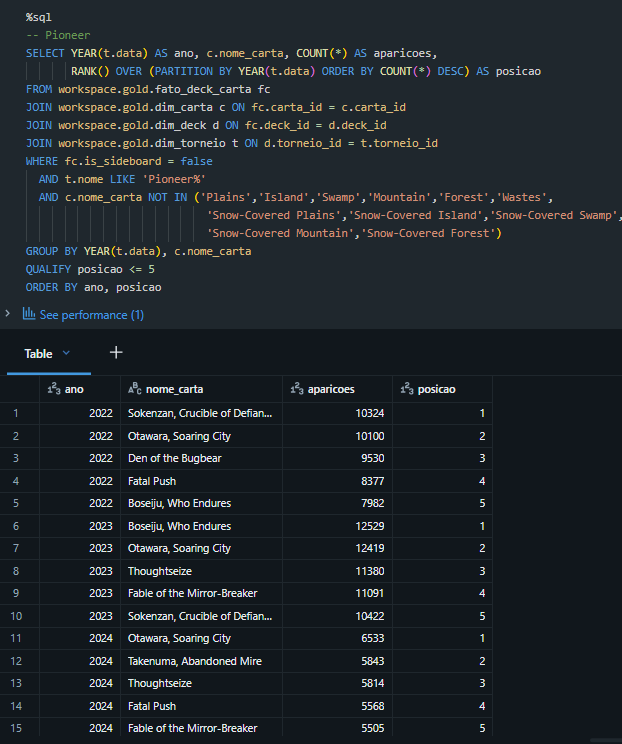 %sql
-- Pioneer
SELECT YEAR(t.data) AS ano, c.nome_carta, COUNT(*) AS aparicoes,
RANK() OVER (PARTITION BY YEAR(t.data) ORDER BY COUNT(*) DESC) AS posicao
FROM workspace.gold.fato_deck_carta fc
JOIN workspace.gold.dim_carta c ON fc.carta_id = c.carta_id
JOIN workspace.gold.dim_deck d ON fc.deck_id = d.deck_id
JOIN workspace.gold.dim_torneio t ON d.torneio_id = t.torneio_id
WHERE fc.is_sideboard = false
AND t.nome LIKE 'Pioneer%'
AND c.nome_carta NOT IN ('Plains','Island','Swamp','Mountain','Forest','Wastes',
'Snow-Covered Plains','Snow-Covered Island','Snow-Covered Swamp',
'Snow-Covered Mountain','Snow-Covered Forest')
GROUP BY YEAR(t.data), c.nome_carta
QUALIFY posicao <= 5
ORDER BY ano, posicao
See performance (1)
Table
ano nome_carta aparicoes posicao
1 2022 Sokenzan, Crucible of Defian... 10324 1
2 2022 Otawara, Soaring City 10100 2
3 2022 Den of the Bugbear 9530 3
4 2022 Fatal Push 8377 4
5 2022 Boseiju, Who Endures 7982 5
6 2023 Boseiju, Who Endures 12529 1
7 2023 Otawara, Soaring City 12419 2
8 2023 Thoughtseize 11380 3
9 2023 Fable of the Mirror-Breaker 11091 4
10 2023 Sokenzan, Crucible of Defian... 10422 5
11 2024 Otawara, Soaring City 6533 1
12 2024 Takenuma, Abandoned Mire 5843 2
13 2024 Thoughtseize 5814 3
14 2024 Fatal Push 5568 4
15 2024 Fable of the Mirror-Breaker 5505 5